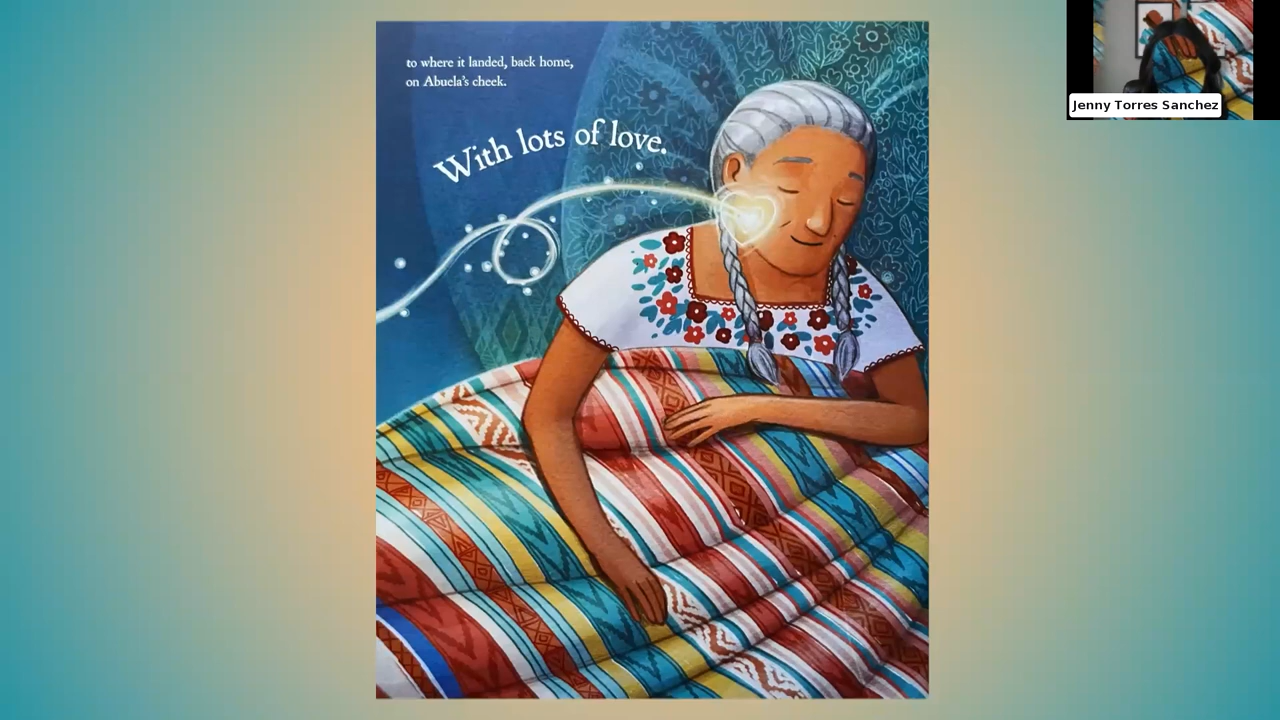 to where it landed, back home,
on Abuela's cheek.
With lots of love.
Jenny Torres Sanchez